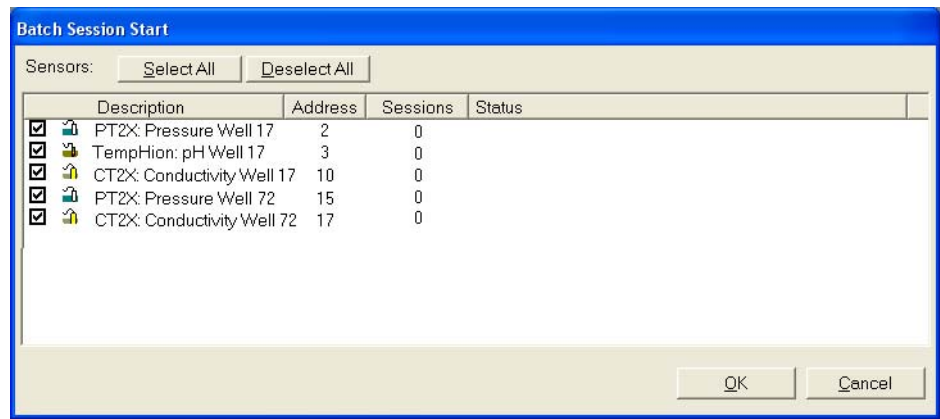 Batch Session Start
Sensors: Select All Deselect All
Description Address Sessions Status
PT2X: Pressure Well 17 2 0
TempHion: pH Well 17 3 0
CT2X: Conductivity Well 17 10 0
PT2X: Pressure Well 72 15 0
CT2X: Conductivity Well 72 17 0
OK Cancel